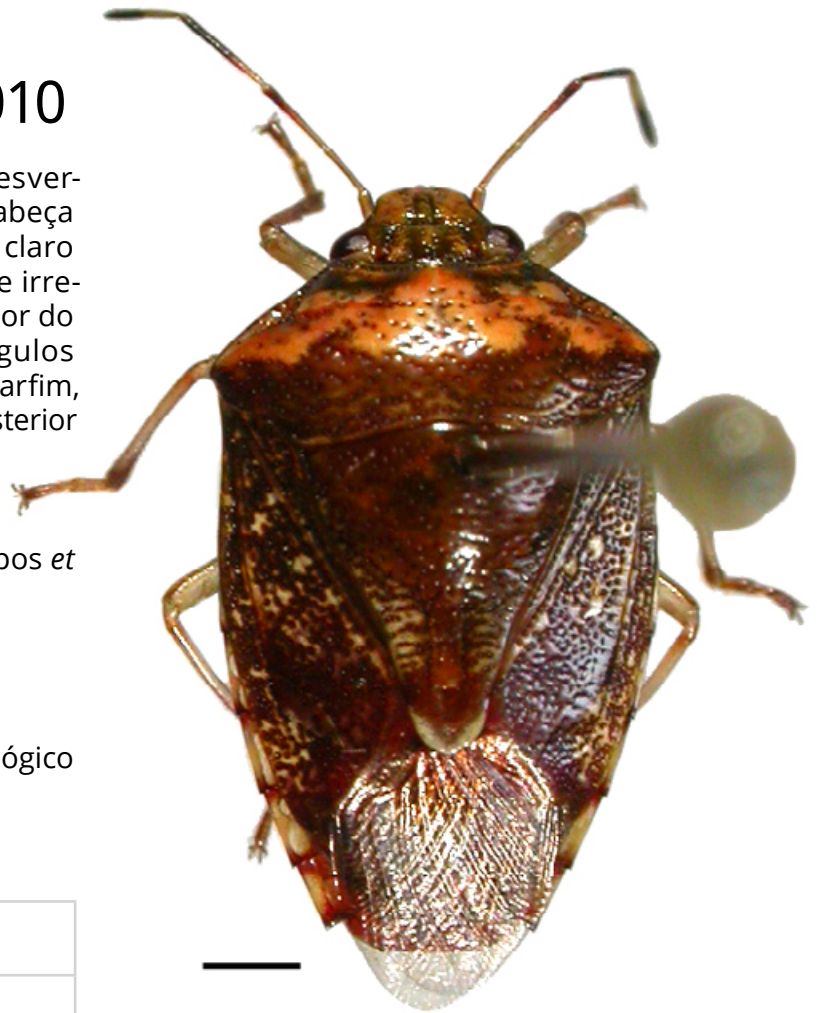 010
esver-
abeça
claro
e irre-
or do
gulos
arfim,
sterior
pos et
ógico